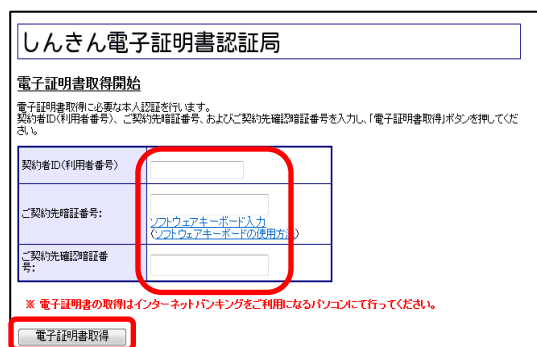 しんきん電子証明書認証局
電子証明書取得開始
電子証明書取得に必要な本人認証を行います。
契約者ID(利用者番号)、ご契約先暗証番号、およびご契約先確認暗証番号を入力し、「電子証明書取得」ボタンを押してくだ
さい。
契約者ID(利用者番号)
ご契約先暗証番号:
ソフトウェアキーボード入力
(ソフトウェアキーボードの使用方法)
ご契約先確認暗証番
号:
※ 電子証明書の取得はインターネットバンキングをご利用になるパソコンにて行ってください。
電子証明書取得